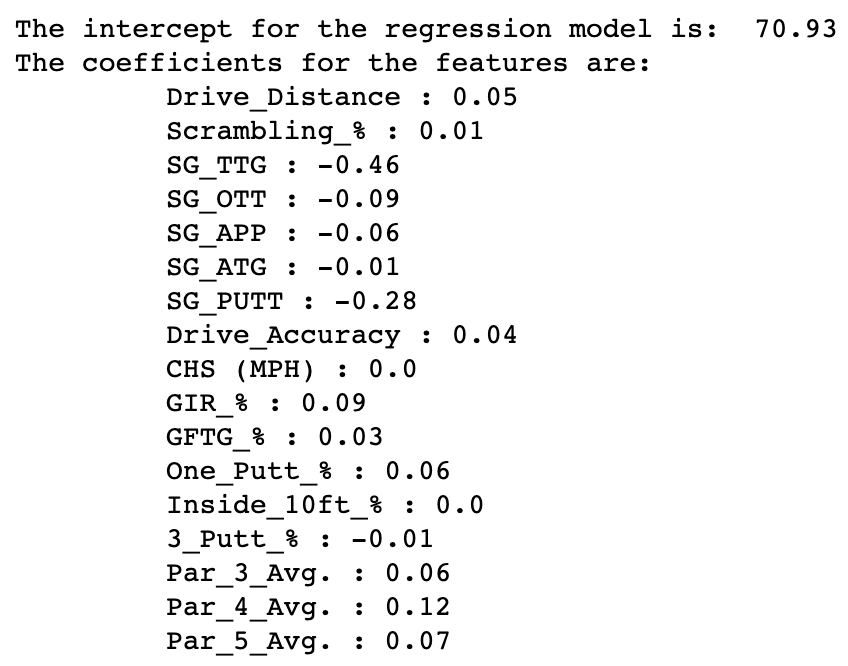 The intercept for the regression model is:  70.93
The coefficients for the features are:
Drive_Distance : 0.05
Scrambling_% : 0.01
SG_TTG : -0.46
SG_OTT : -0.09
SG_APP : -0.06
SG_ATG : -0.01
SG_PUTT : -0.28
Drive_Accuracy : 0.04
CHS (MPH) : 0.0
GIR_% : 0.09
GFTG_% : 0.03
One_Putt_% : 0.06
Inside_10ft_% : 0.0
3_Putt_% : -0.01
Par_3_Avg. : 0.06
Par_4_Avg. : 0.12
Par_5_Avg. : 0.07